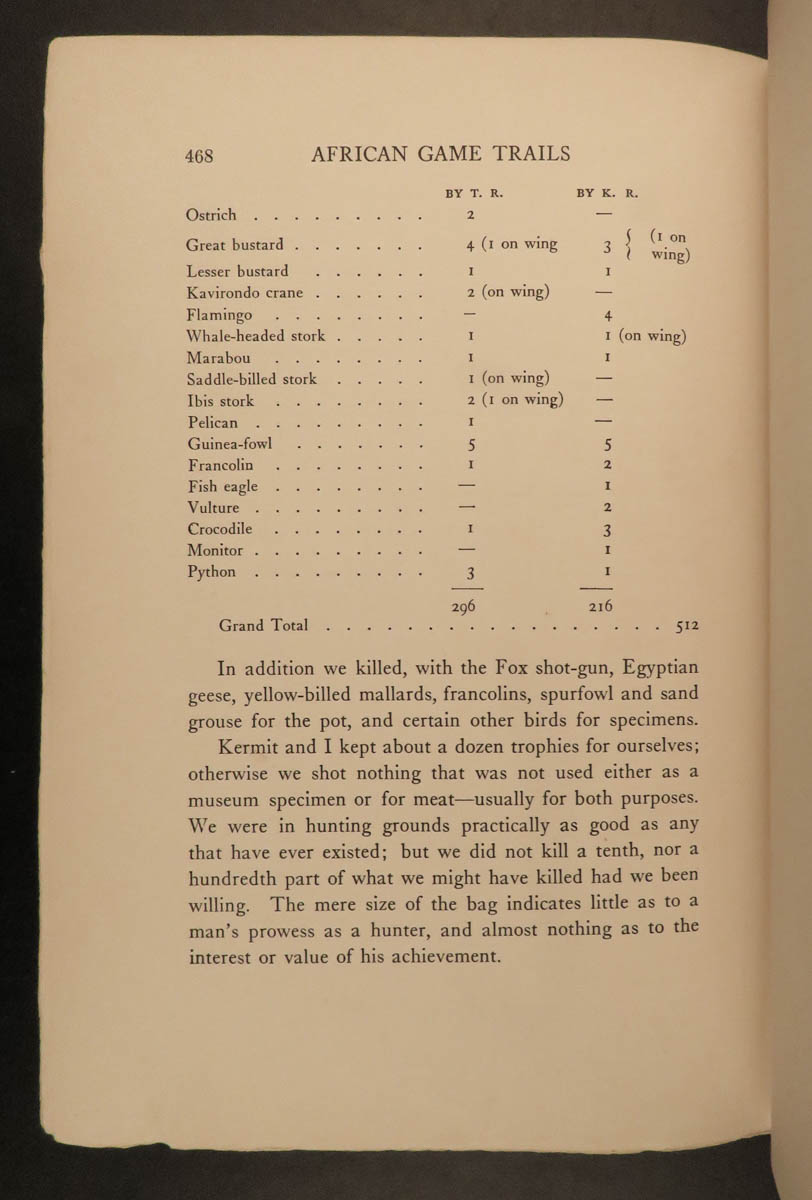 468 AFRICAN GAME TRAILS
BY T. R. BY K. R.
Ostrich . . . . . . . . . 2 —
Great bustard . . . . . . . 4 (1 on wing 3 { (1 on wing)
Lesser bustard . . . . . . 1 1
Kavirondo crane . . . . . . 2 (on wing) —
Flamingo . . . . . . . . — 4
Whale-headed stork . . . . . 1 1 (on wing)
Marabou . . . . . . . . 1 1
Saddle-billed stork . . . . . 1 (on wing) —
Ibis stork . . . . . . . . 2 (1 on wing) —
Pelican . . . . . . . . . 1 —
Guinea-fowl . . . . . . . 5 5
Francolin . . . . . . . . 1 2
Fish eagle . . . . . . . . — 1
Vulture . . . . . . . . . — 2
Crocodile . . . . . . . . 1 3
Monitor . . . . . . . . . — 1
Python . . . . . . . . . 3 1
296 216
Grand Total . . . . . . . . . . . . . . . . . 512
In addition we killed, with the Fox shot-gun, Egyptian
geese, yellow-billed mallards, francolins, spurfowl and sand
grouse for the pot, and certain other birds for specimens.
Kermit and I kept about a dozen trophies for ourselves;
otherwise we shot nothing that was not used either as a
museum specimen or for meat—usually for both purposes.
We were in hunting grounds practically as good as any
that have ever existed; but we did not kill a tenth, nor a
hundredth part of what we might have killed had we been
willing. The mere size of the bag indicates little as to a
man's prowess as a hunter, and almost nothing as to the
interest or value of his achievement.